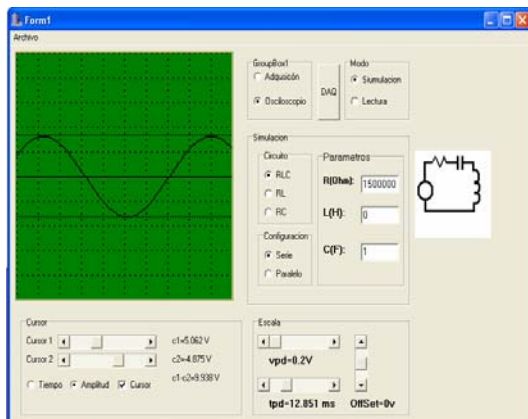 Form1
Archivo
GroupBox1
Adquisicón
Osciloscopio
DAQ
Modo
Siumulacion
Lectura
Simulacion
Circuito
RLC
RL
RC
Configuracion
Serie
Paralelo
Parametros
R(Ohm): 1500000
L(H): 0
C(F): 1
Cursor
Cursor 1
Cursor 2
Tiempo Amplitud Cursor
c1=5.062 V
c2=-4.875 V
c1-c2=9.938 V
Escala
vpd=0.2V
tpd=12.851 ms
OffSet=0v